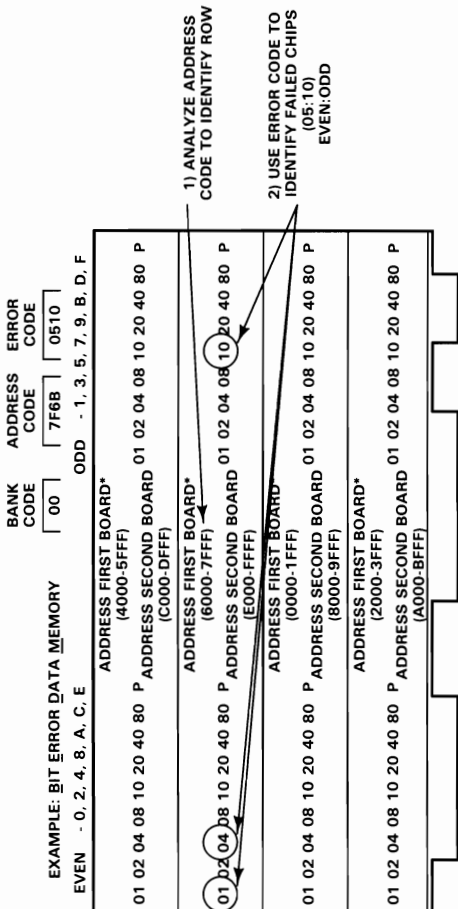 EXAMPLE: BIT ERROR DATA MEMORY
BANK CODE
00
ADDRESS CODE
7F6B
ERROR CODE
0510
EVEN - 0, 2, 4, 8, A, C, E
ODD - 1, 3, 5, 7, 9, B, D, F
ADDRESS FIRST BOARD*
(4000-5FFF)
01 02 04 08 10 20 40 80 P ADDRESS SECOND BOARD 01 02 04 08 10 20 40 80 P
(C000-DFFF)
ADDRESS FIRST BOARD*
(6000-7FFF)
01 02 04 08 10 20 40 80 P ADDRESS SECOND BOARD 01 02 04 08 10 20 40 80 P
(E000-FFFF)
ADDRESS FIRST BOARD*
(0000-1FFF)
01 02 04 08 10 20 40 80 P ADDRESS SECOND BOARD 01 02 04 08 10 20 40 80 P
(8000-9FFF)
ADDRESS FIRST BOARD*
(2000-3FFF)
01 02 04 08 10 20 40 80 P ADDRESS SECOND BOARD 01 02 04 08 10 20 40 80 P
(A000-BFFF)
1) ANALYZE ADDRESS
CODE TO IDENTIFY ROW
2) USE ERROR CODE TO
IDENTIFY FAILED CHIPS
(05:10)
EVEN:ODD